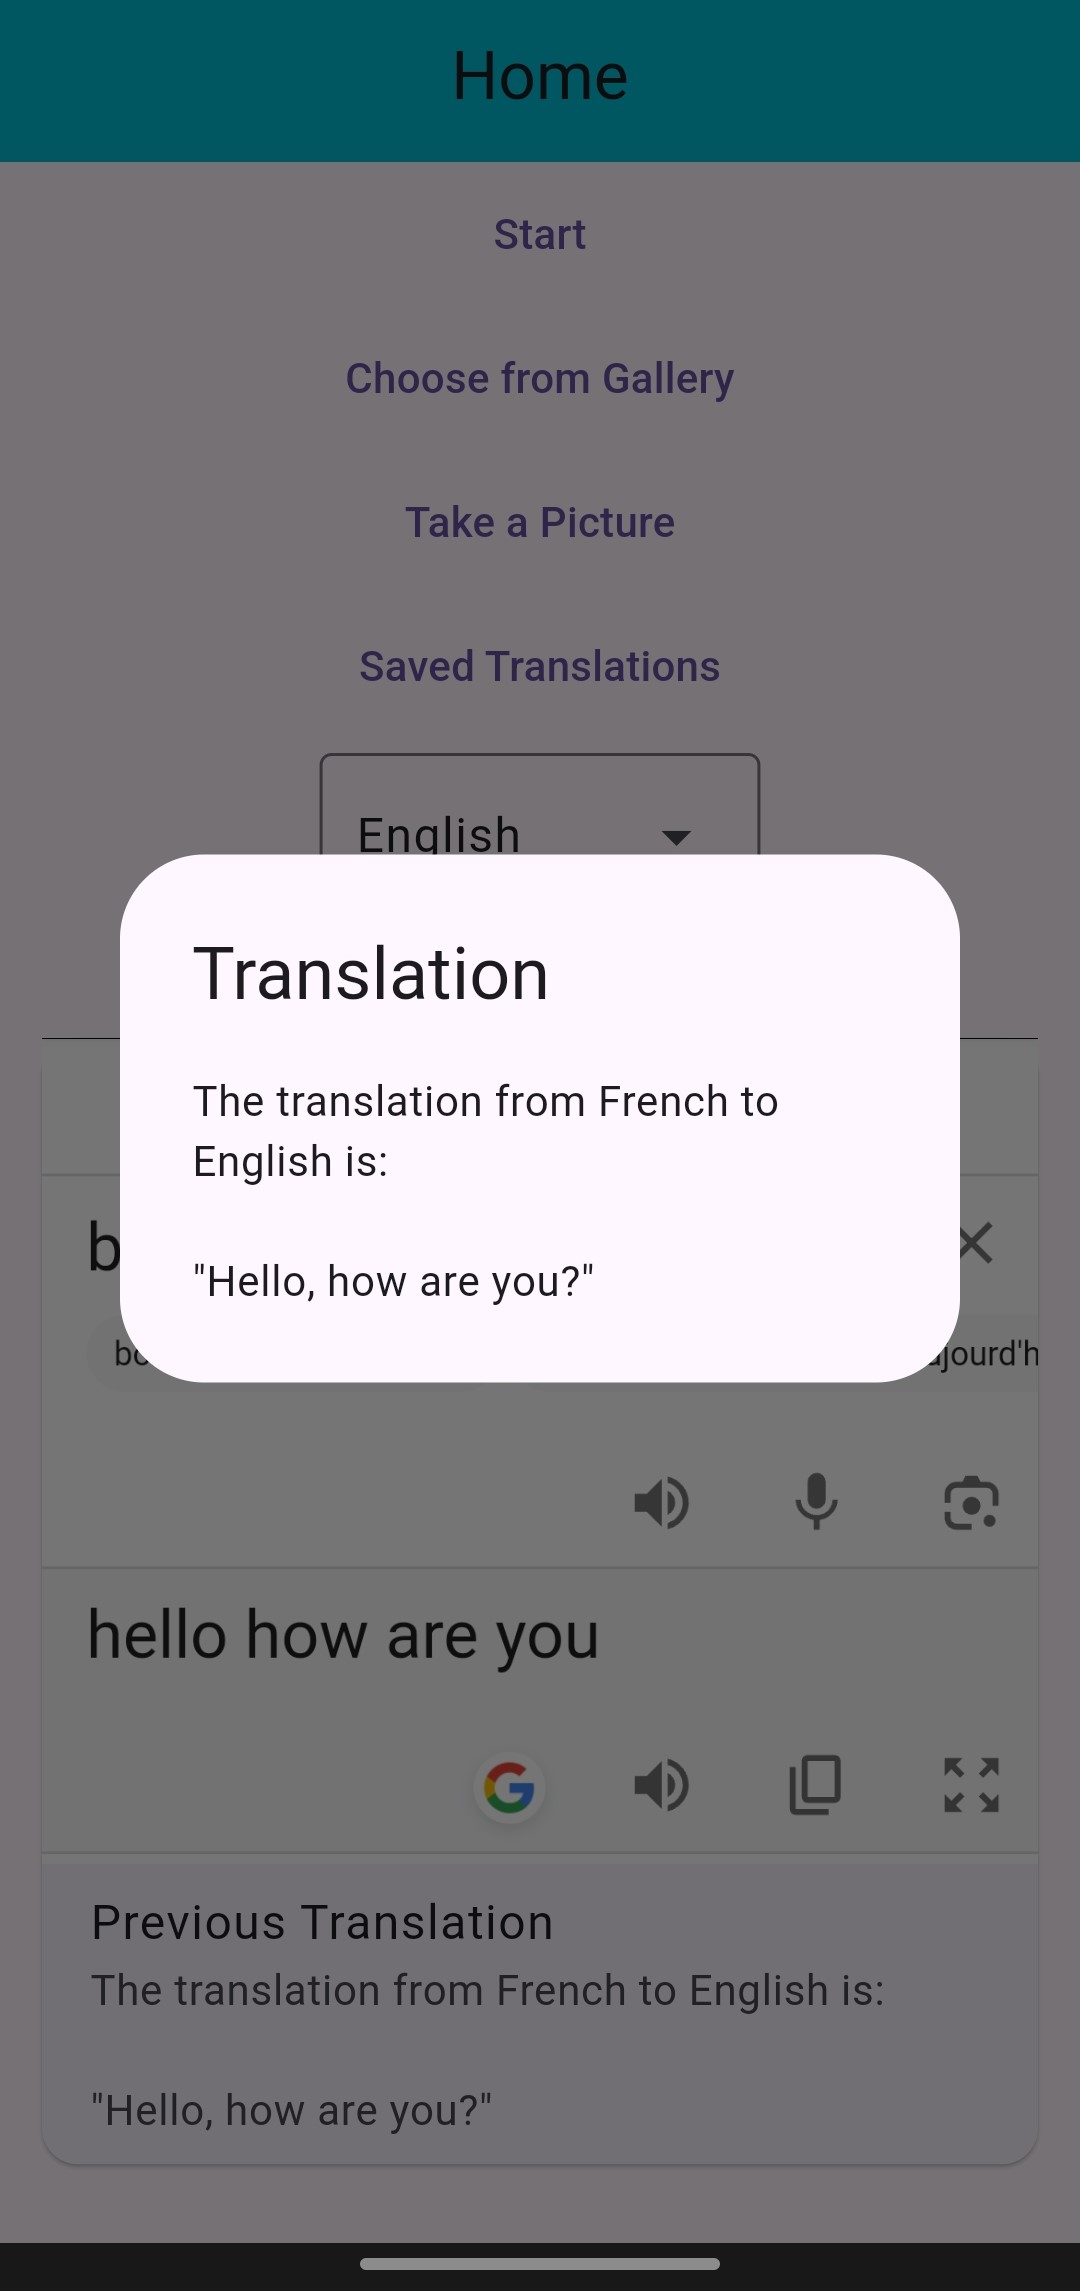 Home
Start
Choose from Gallery
Take a Picture
Saved Translations
English
Translation
The translation from French to
English is:
"Hello, how are you?"
hello how are you
Previous Translation
The translation from French to English is:
"Hello, how are you?"